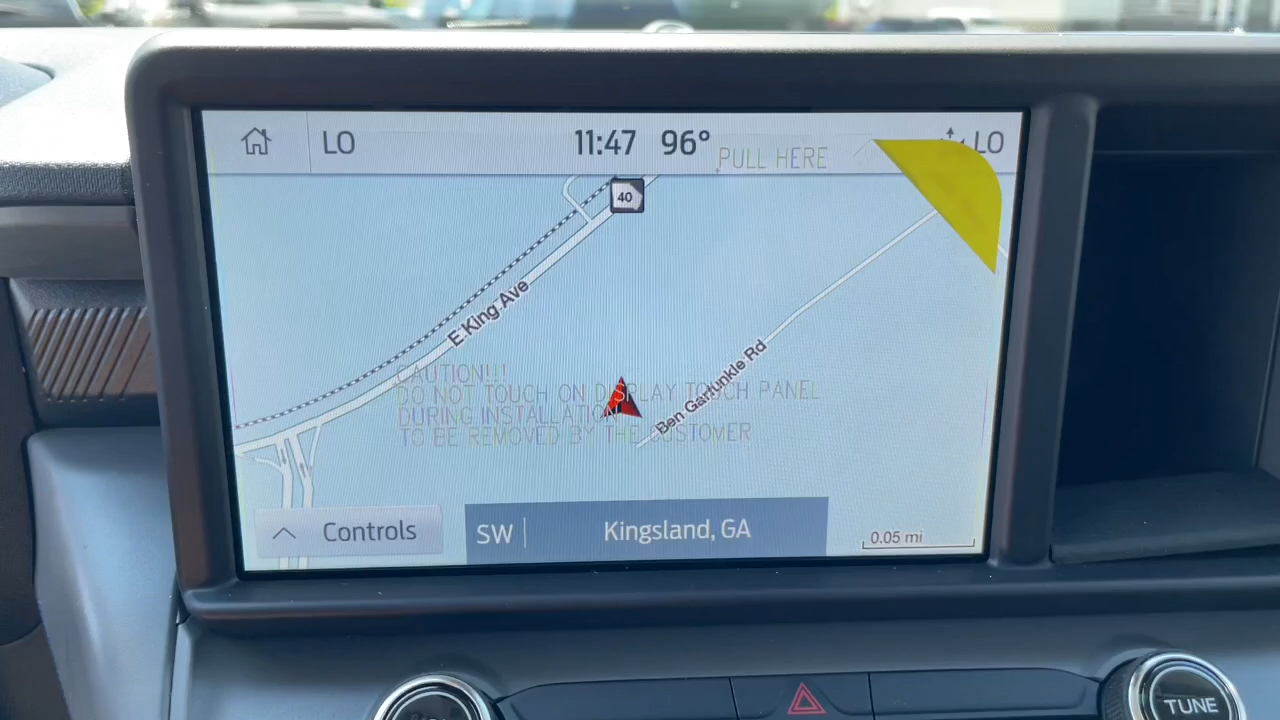 LO
11:47 96°
LO
PULL HERE
40
E King Ave
Ben Garfunkle Rd
CAUTION!!!
DO NOT TOUCH ON DISPLAY TOUCH PANEL
DURING INSTALLATION
TO BE REMOVED BY THE CUSTOMER
Controls
SW
Kingsland, GA
0.05 mi
TUNE